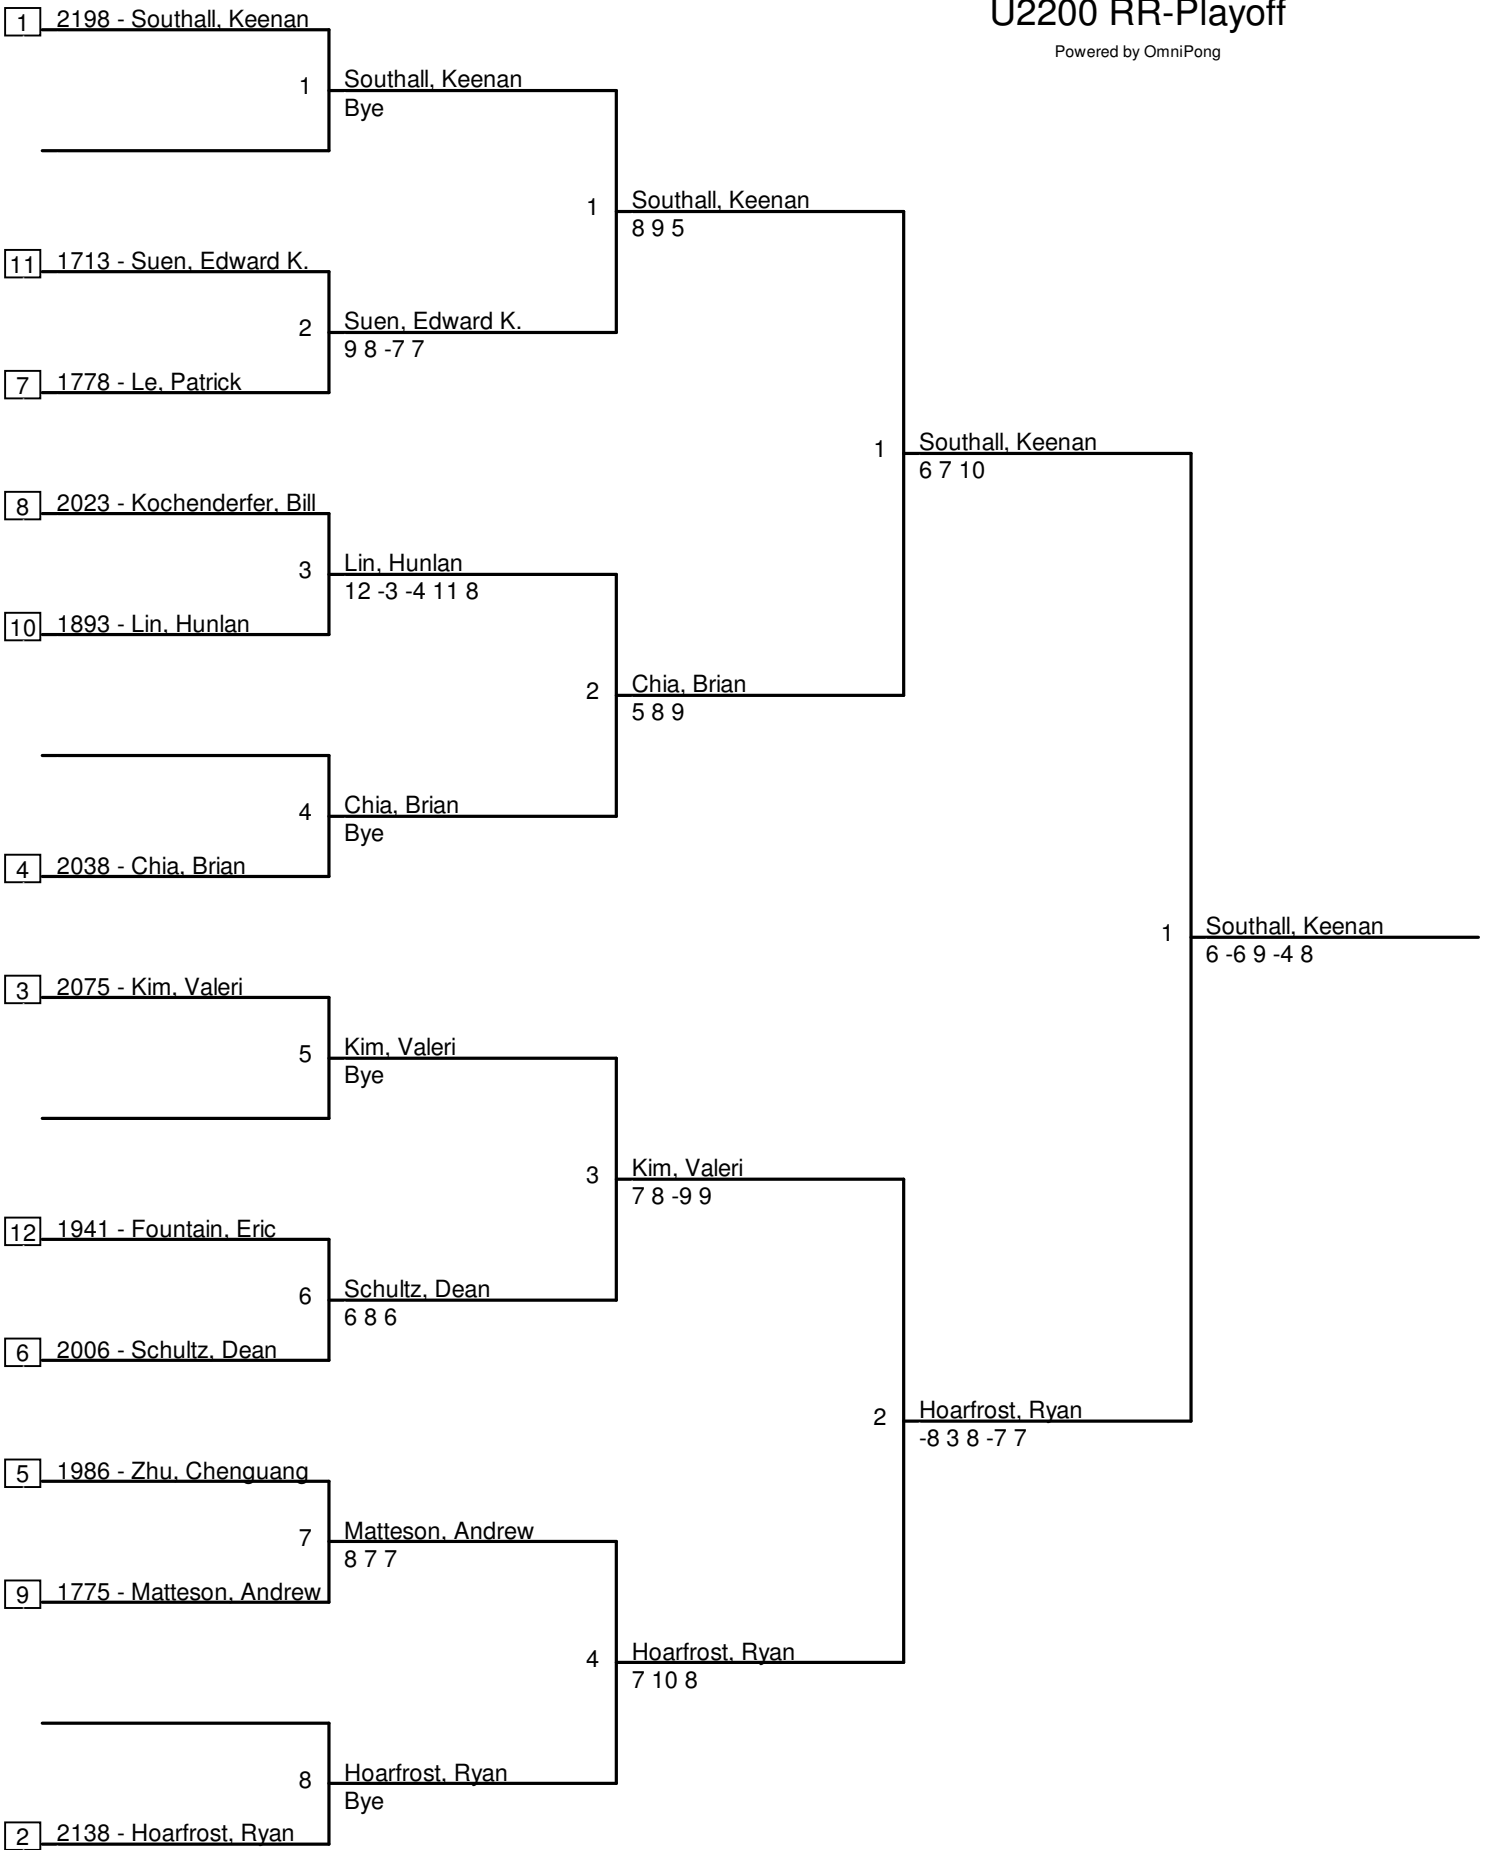 U2200 RR-Playoff
Powered by OmniPong
1 2198 - Southall, Keenan
1 Southall, Keenan
Bye
1 Southall, Keenan
8 9 5
11 1713 - Suen, Edward K.
2 Suen, Edward K.
9 8 -7 7
7 1778 - Le, Patrick
1 Southall, Keenan
6 7 10
8 2023 - Kochenderfer, Bill
3 Lin, Hunlan
12 -3 -4 11 8
10 1893 - Lin, Hunlan
2 Chia, Brian
5 8 9
4 Chia, Brian
Bye
4 2038 - Chia, Brian
1 Southall, Keenan
6 -6 9 -4 8
3 2075 - Kim, Valeri
5 Kim, Valeri
Bye
3 Kim, Valeri
7 8 -9 9
12 1941 - Fountain, Eric
6 Schultz, Dean
6 8 6
6 2006 - Schultz, Dean
2 Hoarfrost, Ryan
-8 3 8 -7 7
5 1986 - Zhu, Chenguang
7 Matteson, Andrew
8 7 7
9 1775 - Matteson, Andrew
4 Hoarfrost, Ryan
7 10 8
8 Hoarfrost, Ryan
Bye
2 2138 - Hoarfrost, Ryan